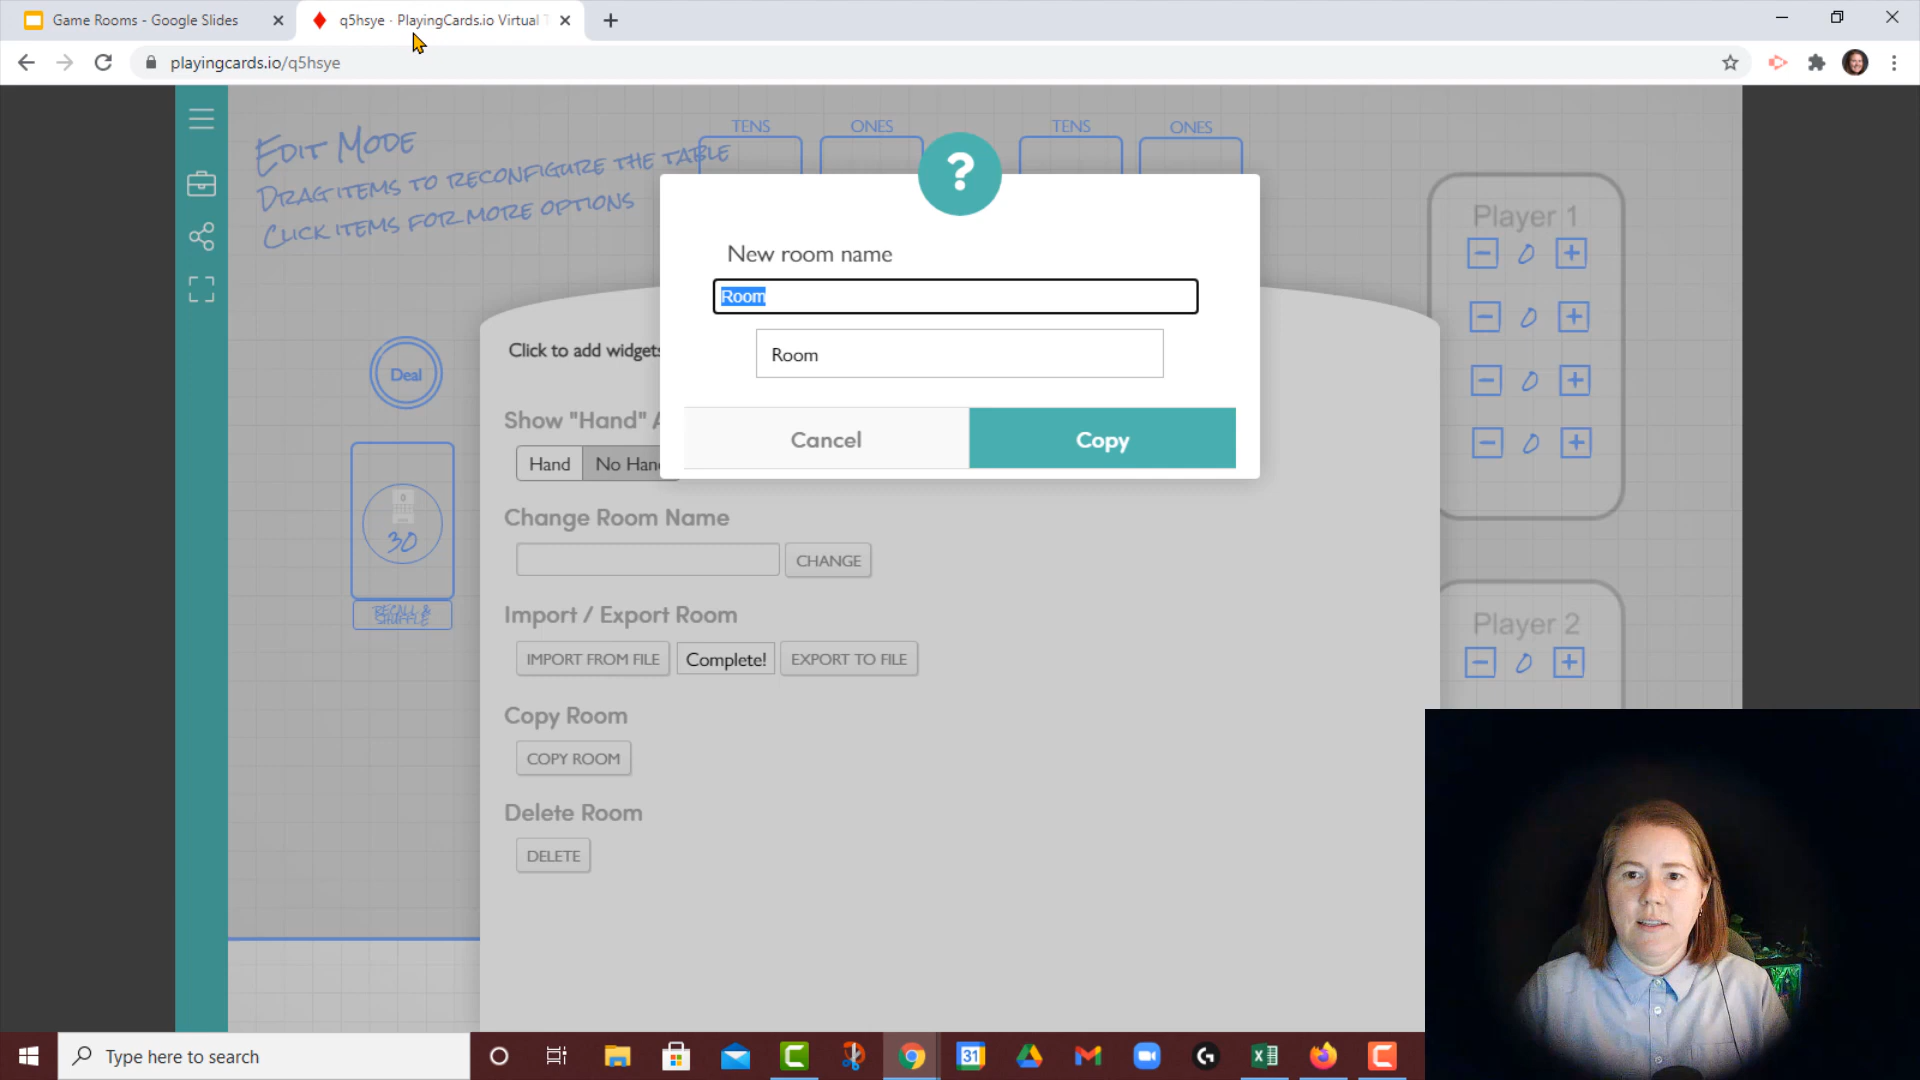 Game Rooms - Google Slides
q5hsye - PlayingCards.io Virtual T
playingcards.io/q5hsye
EDIT MODE
DRAG ITEMS TO RECONFIGURE THE TABLE
CLICK ITEMS FOR MORE OPTIONS
TENS ONES TENS ONES
?
New room name
Room
Room
Cancel Copy
Click to add widgets
Show "Hand" A
Hand No Hand
Change Room Name
CHANGE
Import / Export Room
IMPORT FROM FILE Complete! EXPORT TO FILE
Copy Room
COPY ROOM
Delete Room
DELETE
Deal
30
RECALL & SHUFFLE
Player 1
- 0 +
- 0 +
- 0 +
- 0 +
Player 2
- 0 +
Type here to search
31